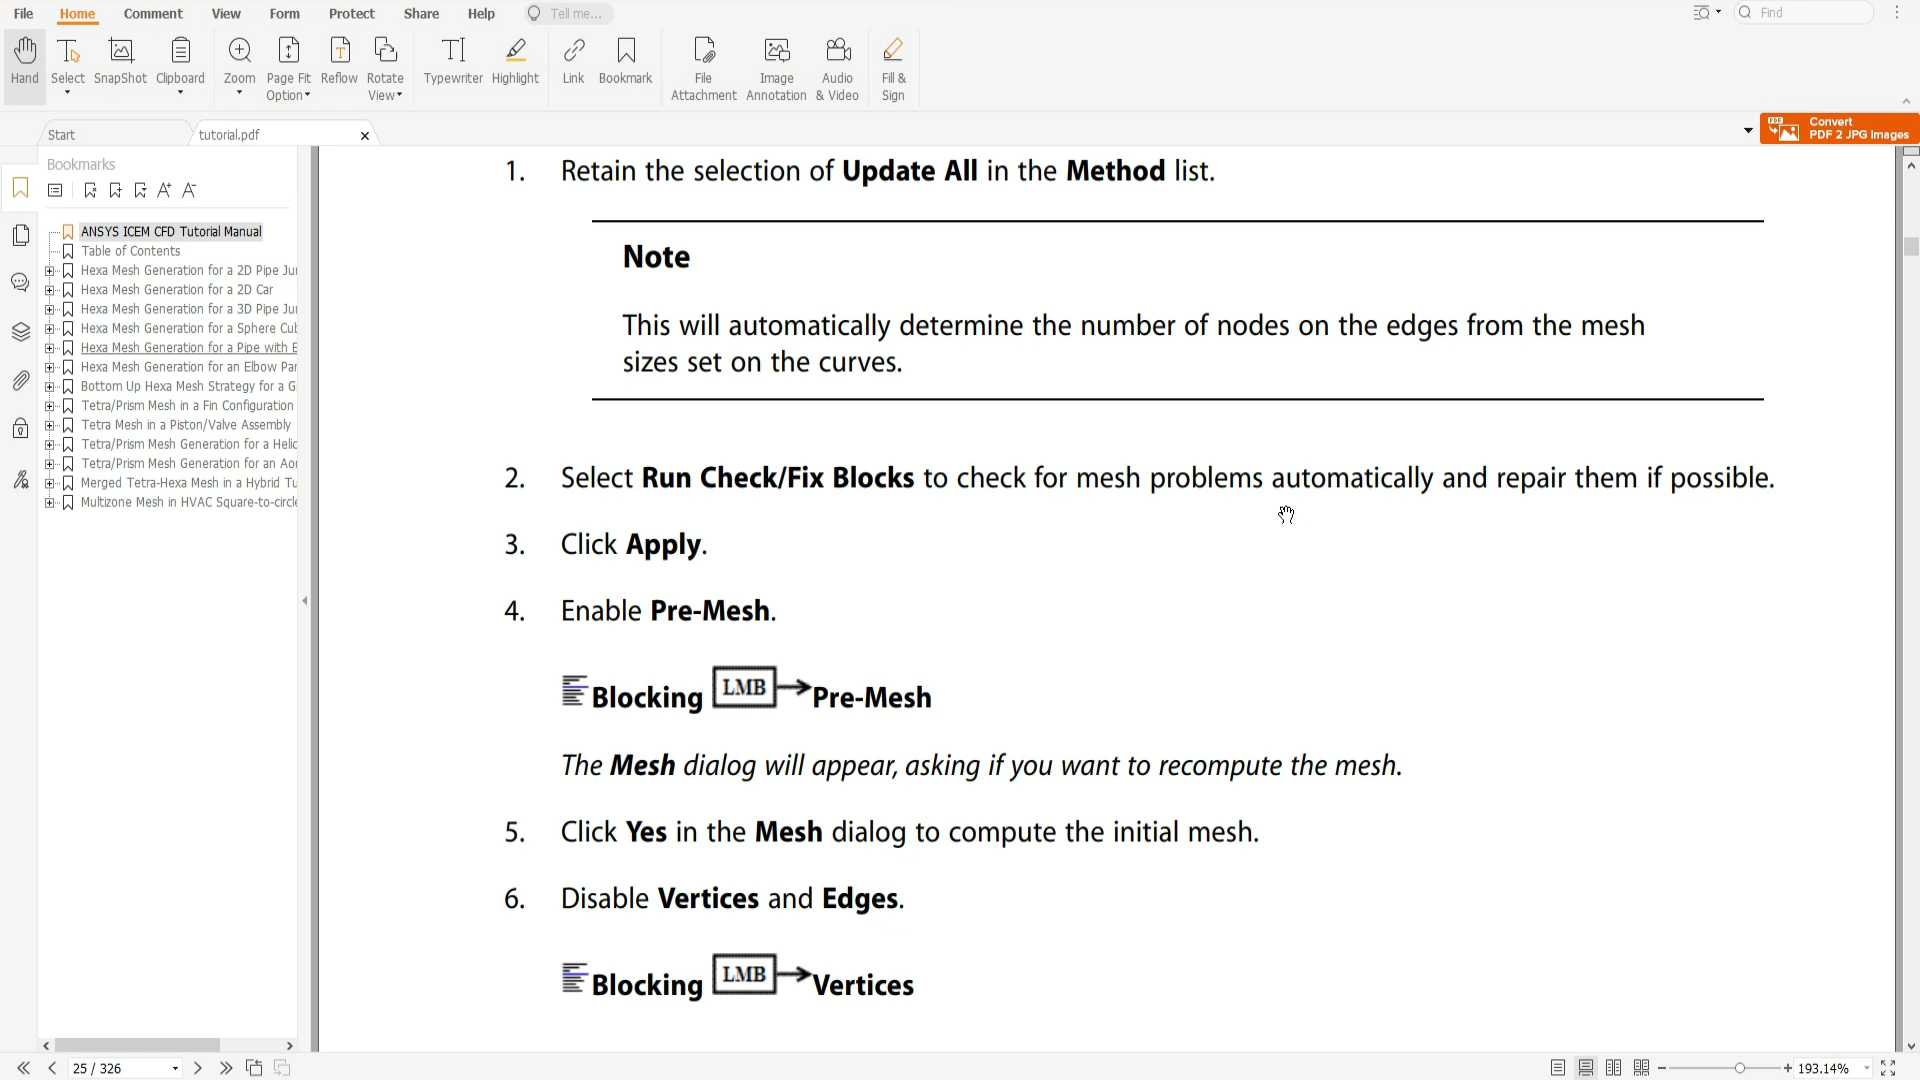 File Home Comment View Form Protect Share Help Tell me... Find
Hand Select SnapShot Clipboard Zoom Page Fit Option Reflow Rotate View Typewriter Highlight Link Bookmark File Attachment Image Annotation Audio & Video Fill & Sign
Start tutorial.pdf
Convert
PDF 2 JPG Images
Bookmarks
ANSYS ICEM CFD Tutorial Manual
Table of Contents
Hexa Mesh Generation for a 2D Pipe Ju
Hexa Mesh Generation for a 2D Car
Hexa Mesh Generation for a 3D Pipe Ju
Hexa Mesh Generation for a Sphere Cu
Hexa Mesh Generation for a Pipe with E
Hexa Mesh Generation for an Elbow Par
Bottom Up Hexa Mesh Strategy for a G
Tetra/Prism Mesh in a Fin Configuration
Tetra Mesh in a Piston/Valve Assembly
Tetra/Prism Mesh Generation for a Helic
Tetra/Prism Mesh Generation for an Aor
Merged Tetra-Hexa Mesh in a Hybrid Tu
Multizone Mesh in HVAC Square-to-circle
1. Retain the selection of Update All in the Method list.
Note
This will automatically determine the number of nodes on the edges from the mesh
sizes set on the curves.
2. Select Run Check/Fix Blocks to check for mesh problems automatically and repair them if possible.
3. Click Apply.
4. Enable Pre-Mesh.
Blocking LMB Pre-Mesh
The Mesh dialog will appear, asking if you want to recompute the mesh.
5. Click Yes in the Mesh dialog to compute the initial mesh.
6. Disable Vertices and Edges.
Blocking LMB Vertices
25 / 326 193.14%